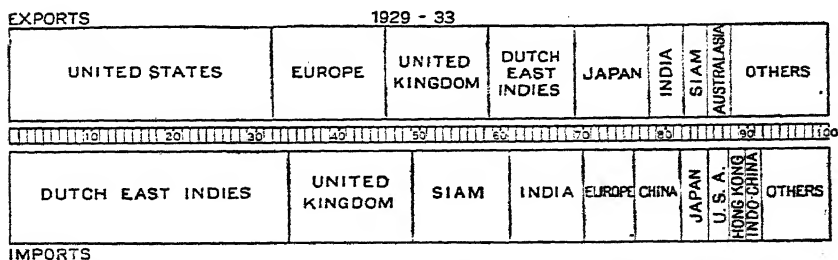 EXPORTS
1929 - 33
UNITED STATES
EUROPE
UNITED
KINGDOM
DUTCH
EAST
INDIES
JAPAN
INDIA
SIAM
AUSTRALASIA
OTHERS
10 20 30 40 50 60 70 80 90 100
DUTCH EAST INDIES
UNITED
KINGDOM
SIAM
INDIA
EUROPE
CHINA
JAPAN
U. S. A.
HONG KONG
INDO-CHINA
OTHERS
IMPORTS